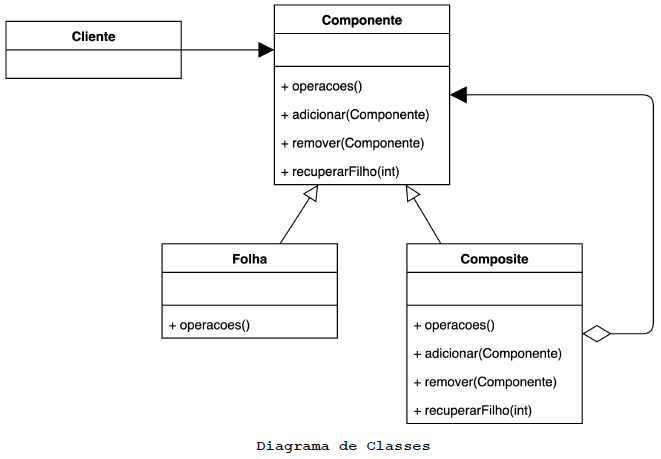 Cliente
Componente
+ operacoes()
+ adicionar(Componente)
+ remover(Componente)
+ recuperarFilho(int)
Folha
+ operacoes()
Composite
+ operacoes()
+ adicionar(Componente)
+ remover(Componente)
+ recuperarFilho(int)
Diagrama de Classes